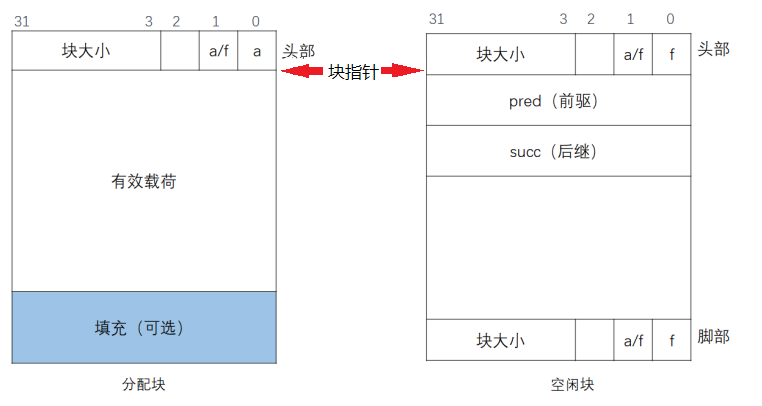 31 3 2 1 0
块大小 a/f a 头部
有效载荷
填充（可选）
分配块
块指针
31 3 2 1 0
块大小 a/f f 头部
pred（前驱）
succ（后继）
块大小 a/f f 脚部
空闲块